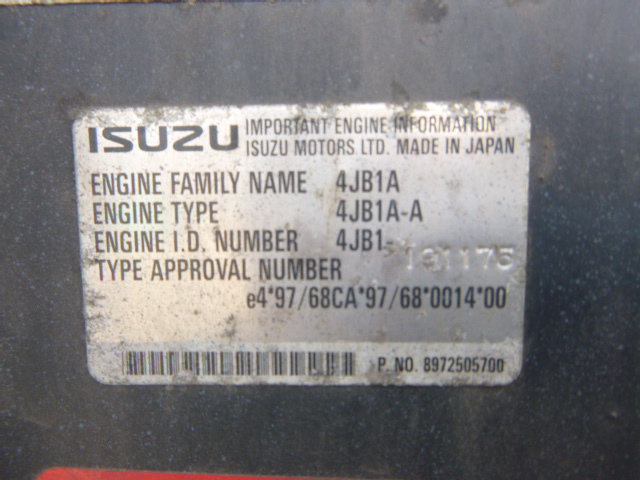 ISUZU IMPORTANT ENGINE INFORMATION
ISUZU MOTORS LTD. MADE IN JAPAN
ENGINE FAMILY NAME 4JB1A
ENGINE TYPE 4JB1A-A
ENGINE I.D. NUMBER 4JB1- 191175
TYPE APPROVAL NUMBER
e4*97/68CA*97/68*0014*00
P. NO. 8972505700